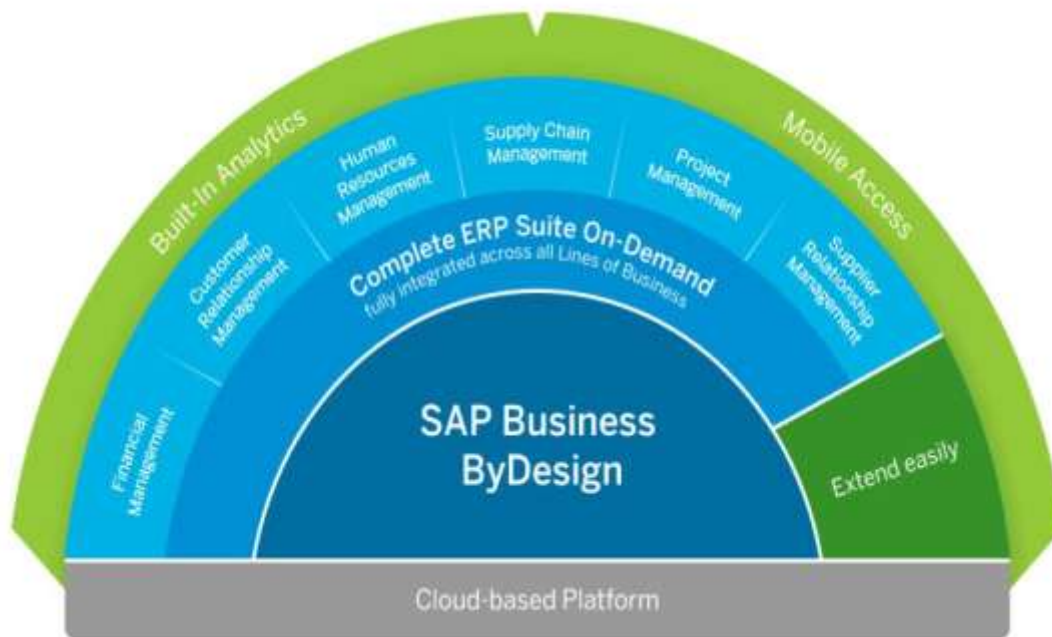 Built-In Analytics
Mobile Access
Financial
Management
Customer
Relationship
Management
Human
Resources
Management
Supply Chain
Management
Project
Management
Supplier
Relationship
Management
Complete ERP Suite On-Demand
fully integrated across all Lines of Business
SAP Business
ByDesign
Extend easily
Cloud-based Platform